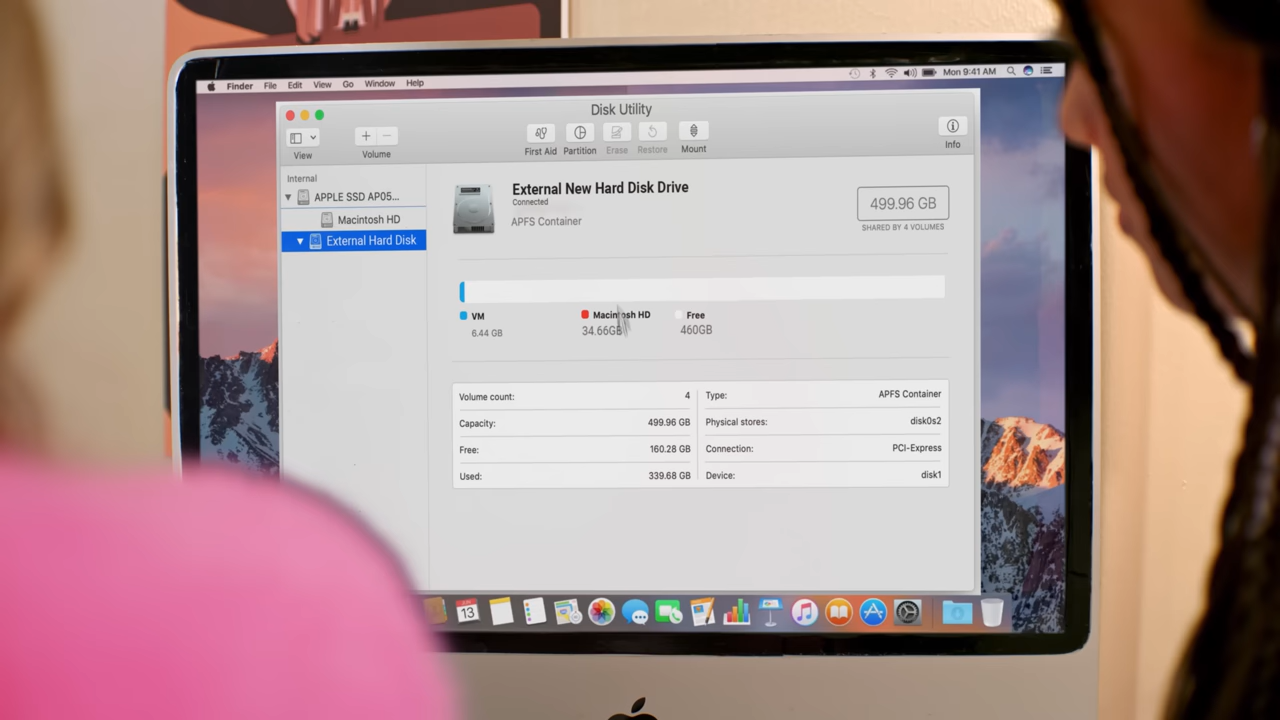 Finder File Edit View Go Window Help Mon 9:41 AM
Disk Utility
View Volume First Aid Partition Erase Restore Mount Info
Internal
APPLE SSD AP05...
Macintosh HD
External Hard Disk
External New Hard Disk Drive
Connected
APFS Container
499.96 GB
SHARED BY 4 VOLUMES
VM Macintosh HD Free
6.44 GB 34.66GB 460GB
Volume count: 4 Type: APFS Container
Capacity: 499.96 GB Physical stores: disk0s2
Free: 160.28 GB Connection: PCI-Express
Used: 339.68 GB Device: disk1
JUN
13